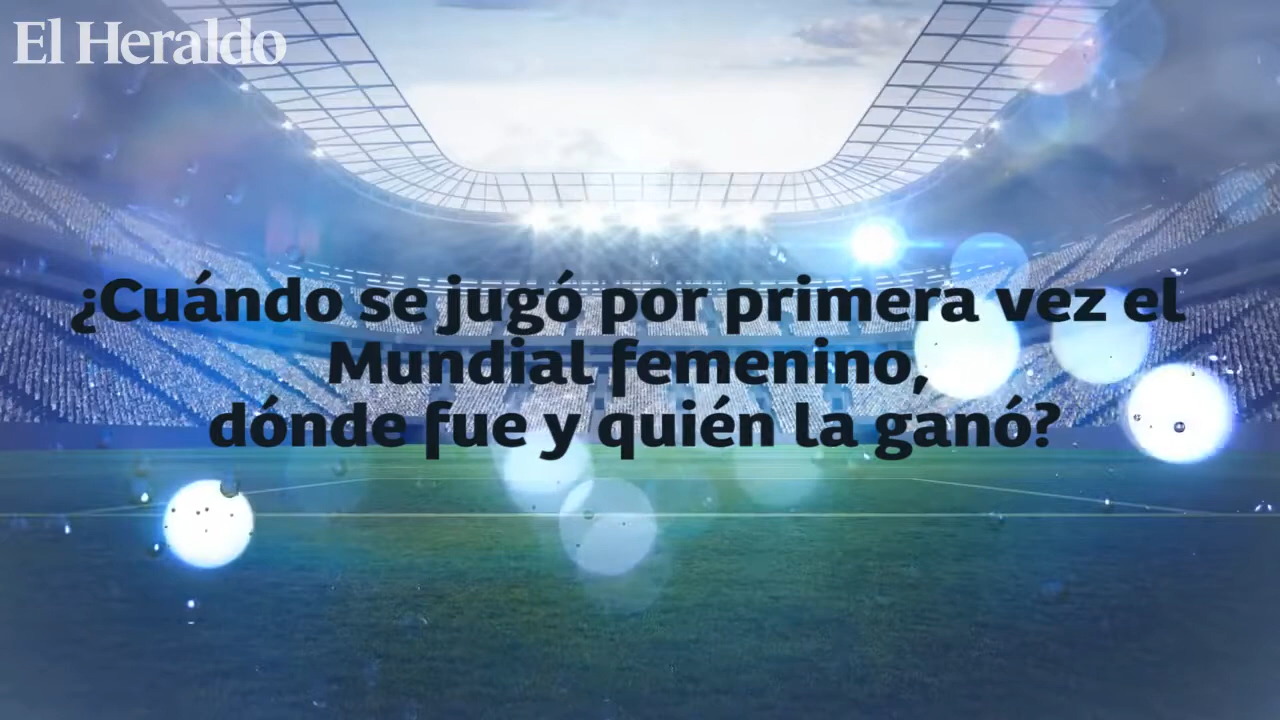 El Heraldo
¿Cuándo se jugó por primera vez el
Mundial femenino,
dónde fue y quién la ganó?